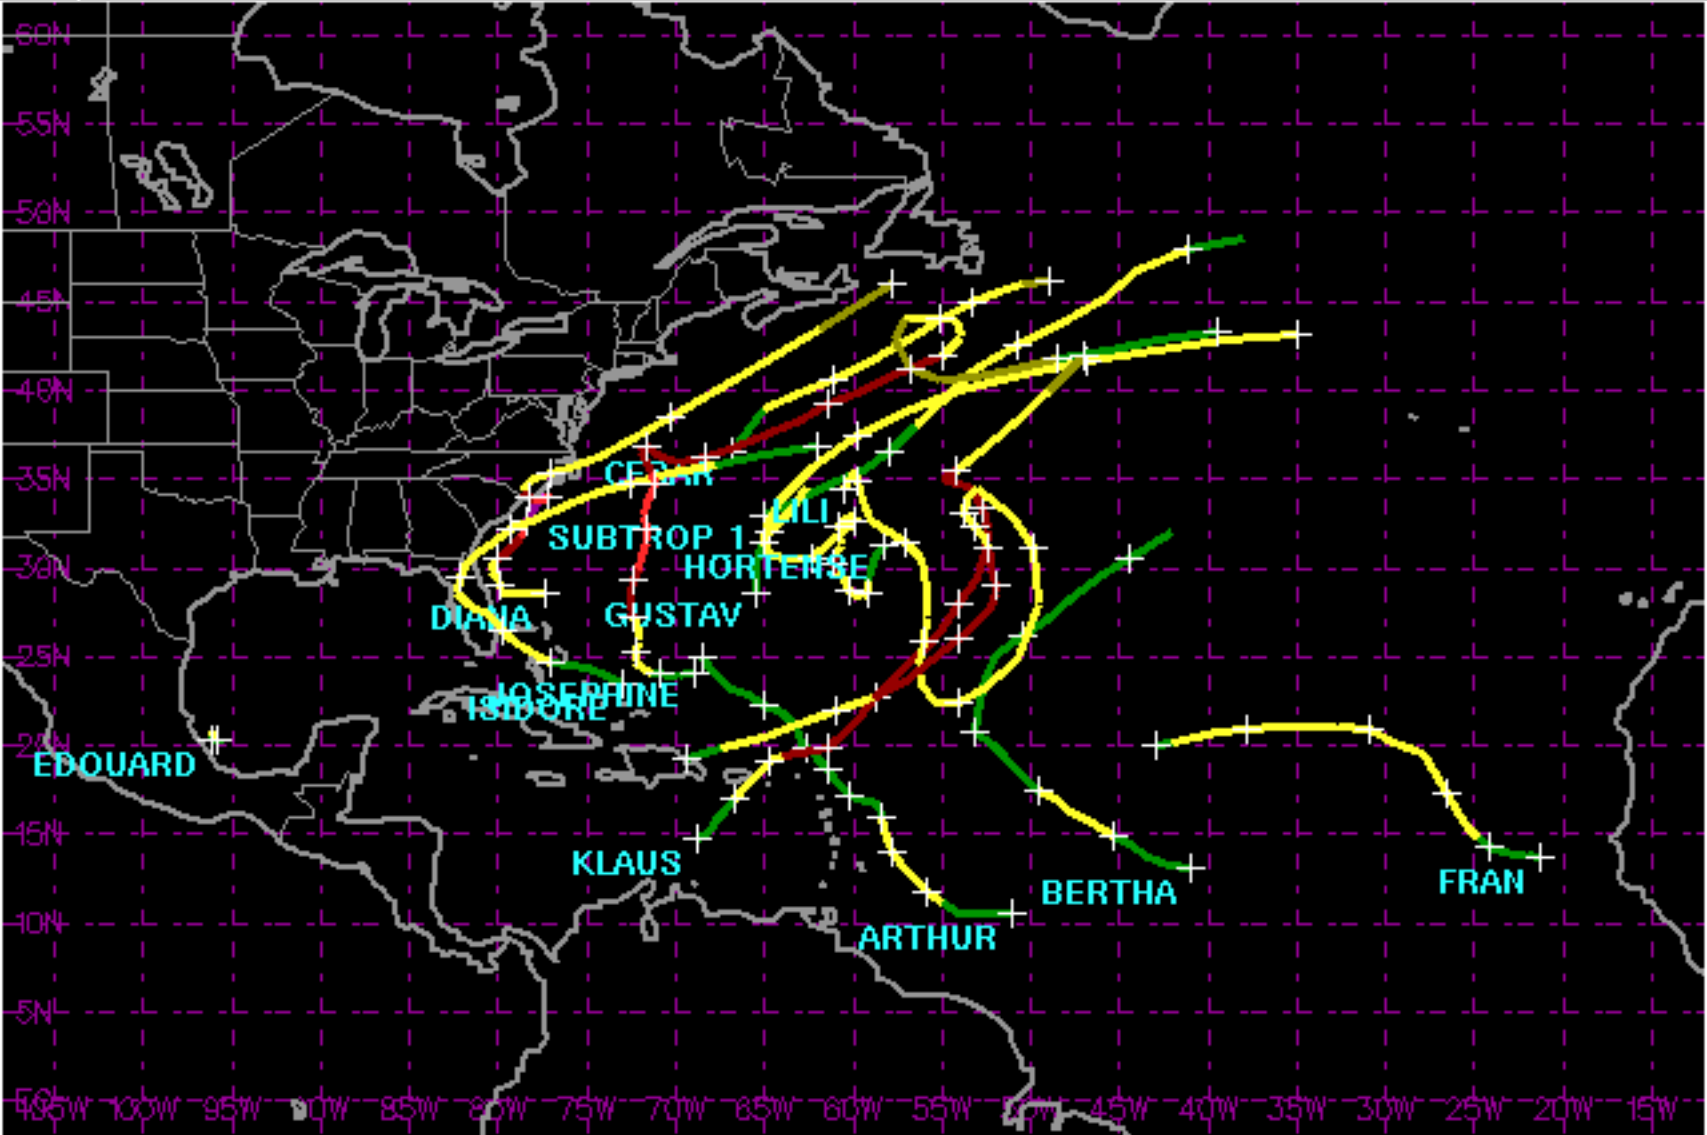 60N
55N
50N
45N
40N
35N
CESAR
LILI
SUBTROP 1
30N
HORTENSE
DIANA
GUSTAV
25N
JOSEPHINE
ISIDORE
20N
EDOUARD
15N
KLAUS
FRAN
BERTHA
10N
ARTHUR
5N
EQ
105W 100W 95W 90W 85W 80W 75W 70W 65W 60W 55W 45W 40W 35W 30W 25W 20W 15W